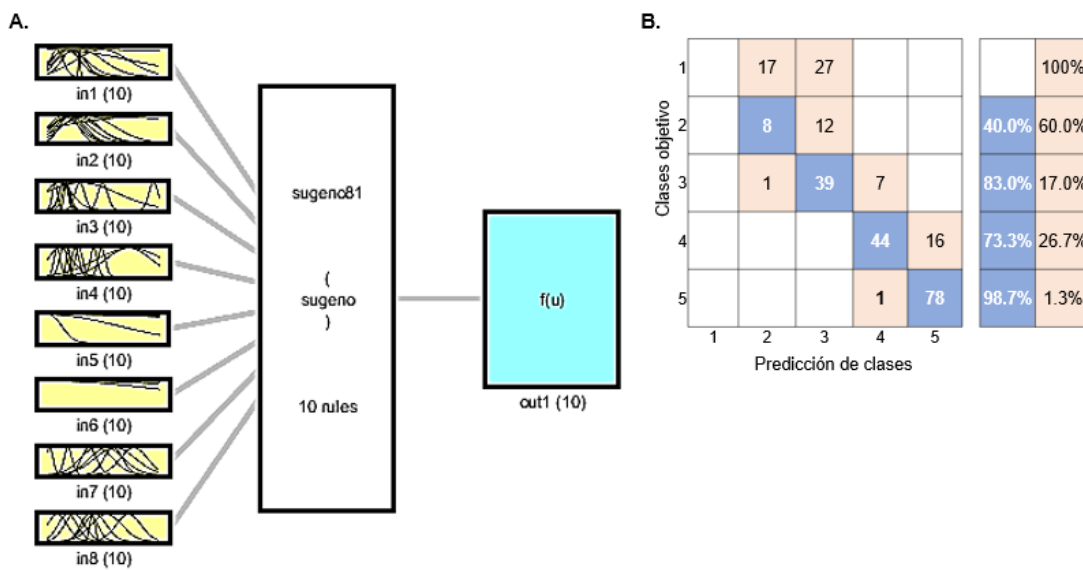 A.
in1 (10)
in2 (10)
in3 (10)
in4 (10)
in5 (10)
in6 (10)
in7 (10)
in8 (10)
sugeno81
(
sugeno
)
10 rules
f(u)
out1 (10)
B.
Clases objetivo
1 17 27 100%
2 8 12 40.0% 60.0%
3 1 39 7 83.0% 17.0%
4 44 16 73.3% 26.7%
5 1 78 98.7% 1.3%
1 2 3 4 5
Predicción de clases